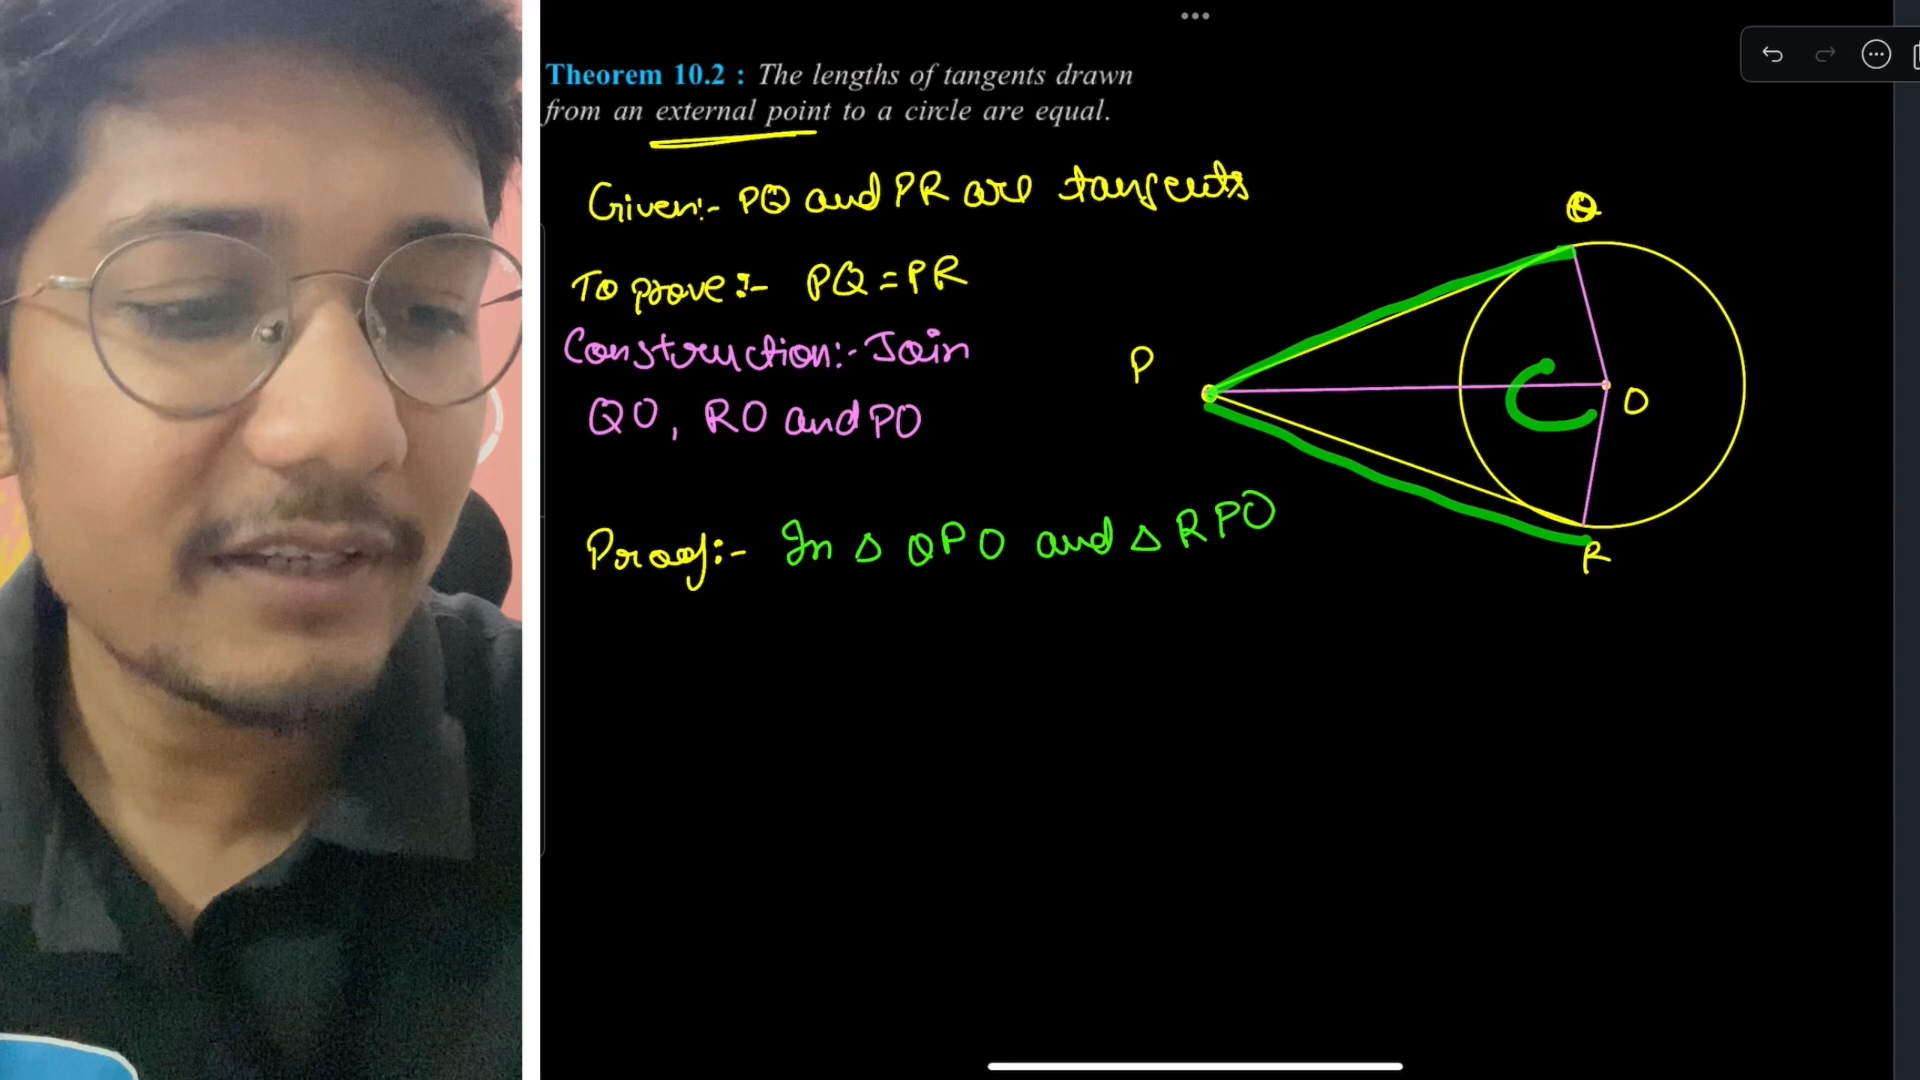 Theorem 10.2 : The lengths of tangents drawn
from an external point to a circle are equal.
Given:- PQ and PR are tangents
To prove:- PQ = PR
Construction:- Join
QO, RO and PO
Proof:- In Δ QPO and Δ RPO
Q
P
O
R